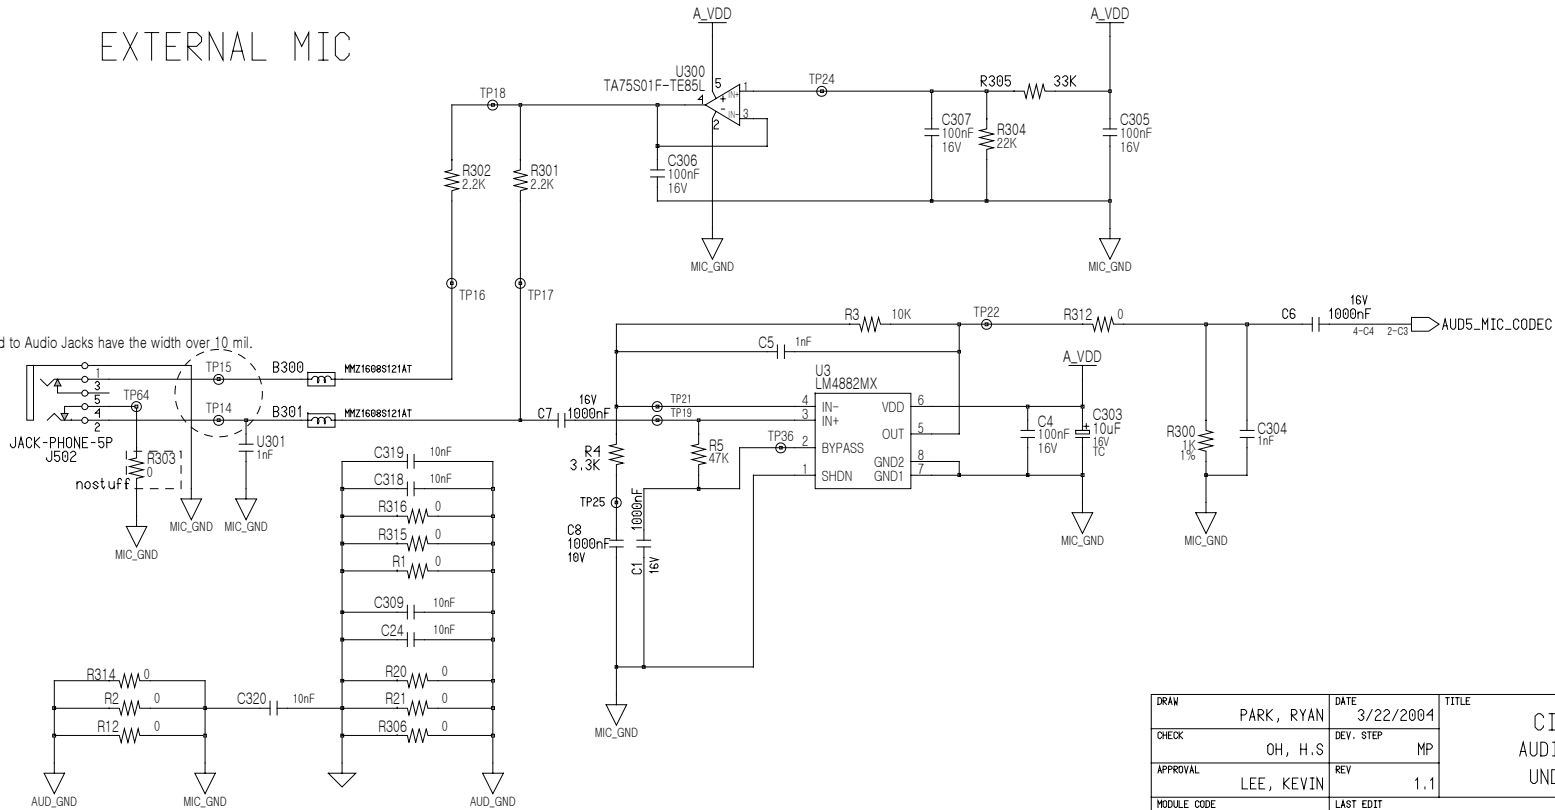 EXTERNAL MIC
A_VDD
A_VDD
U300
TA75S01F-TE85L
5
4
+
IN+
1
-
IN-
3
2
TP24
R305
33K
TP18
C307
100nF
16V
R304
22K
C305
100nF
16V
R302
2.2K
R301
2.2K
C306
100nF
16V
MIC_GND
MIC_GND
TP16
TP17
d to Audio Jacks have the width over 10 mil.
1
3
5
4
2
TP64
JACK-PHONE-5P
J502
R303
0
nostuff
MIC_GND
MIC_GND
MIC_GND
TP15
TP14
U301
1nF
B300
MMZ1608S121AT
B301
MMZ1608S121AT
16V
C7
1000nF
R3
10K
C5
1nF
TP22
R312
0
C6
16V
1000nF
4-C4
2-C3
AUD5_MIC_CODEC
TP21
TP19
U3
LM4882MX
4
IN-
3
IN+
2
BYPASS
1
SHDN
VDD
6
OUT
5
GND2
8
GND1
7
TP36
R5
47K
R4
3.3K
TP25
C8
1000nF
10V
C1
1000nF
16V
MIC_GND
A_VDD
C4
100nF
16V
+
C303
10uF
16V
TC
MIC_GND
R300
1K
1%
C304
1nF
MIC_GND
C319
10nF
C318
10nF
R316
0
R315
0
R1
0
C309
10nF
C24
10nF
R20
0
R21
0
R306
0
R314
0
R2
0
R12
0
C320
10nF
AUD_GND
MIC_GND
AUD_GND
DRAW
PARK, RYAN
DATE
3/22/2004
TITLE
CHECK
OH, H.S
DEV. STEP
MP
APPROVAL
LEE, KEVIN
REV
1.1
MODULE CODE
LAST EDIT
CI
AUDI
UND